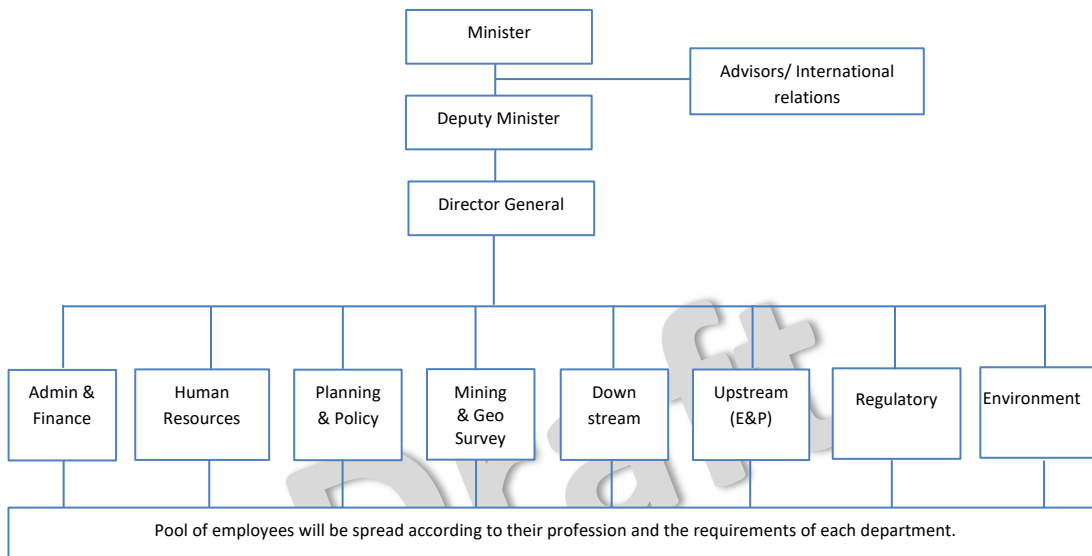 Minister
Advisors/ International
relations
Deputy Minister
Director General
Admin &
Finance
Human
Resources
Planning
& Policy
Mining
& Geo
Survey
Down
stream
Upstream
(E&P)
Regulatory
Environment
Draft
Pool of employees will be spread according to their profession and the requirements of each department.